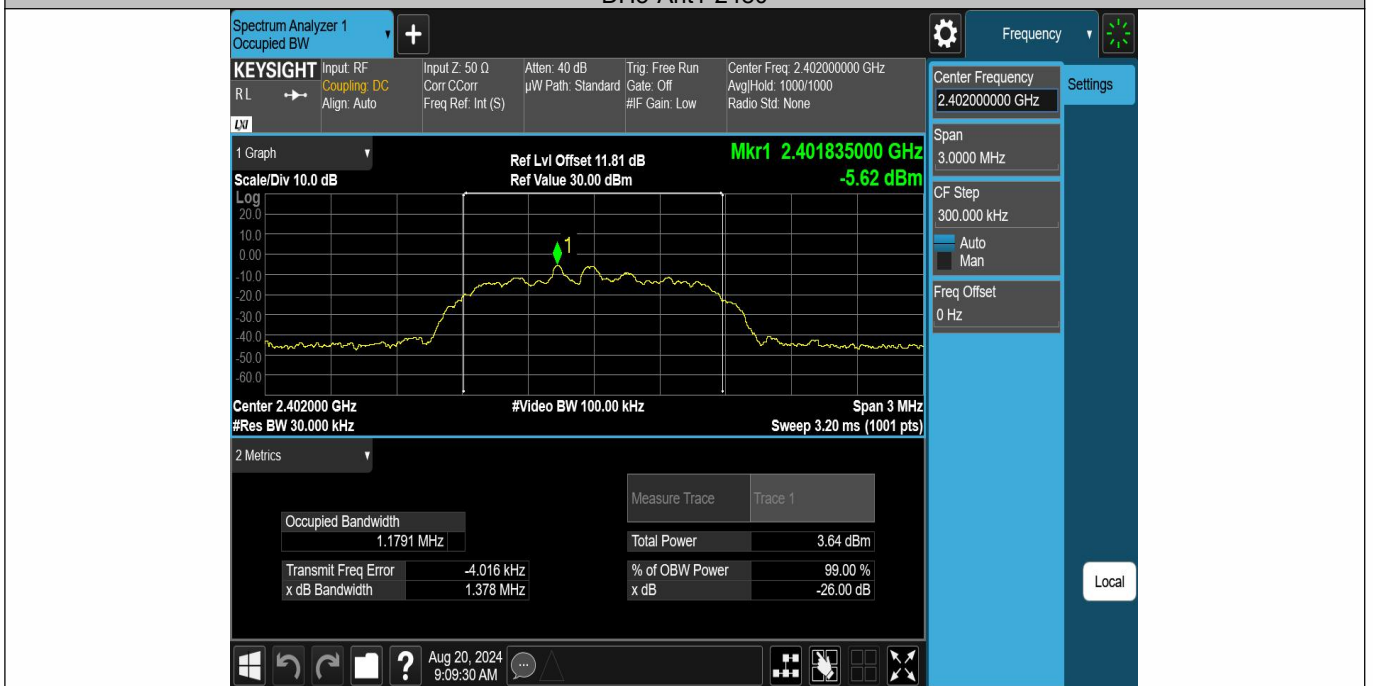 Spectrum Analyzer 1
Occupied BW
Frequency
KEYSIGHT
RL
LXI
Input: RF
Coupling: DC
Align: Auto
Input Z: 50 Ω
Corr CCorr
Freq Ref: Int (S)
Atten: 40 dB
µW Path: Standard
Trig: Free Run
Gate: Off
#IF Gain: Low
Center Freq: 2.402000000 GHz
Avg|Hold: 1000/1000
Radio Std: None
Center Frequency
2.402000000 GHz
Settings
Span
3.0000 MHz
CF Step
300.000 kHz
Auto
Man
Freq Offset
0 Hz
Local
1 Graph
Scale/Div 10.0 dB
Ref Lvl Offset 11.81 dB
Ref Value 30.00 dBm
Mkr1 2.401835000 GHz
-5.62 dBm
Log
20.0
10.0
0.00
-10.0
-20.0
-30.0
-40.0
-50.0
-60.0
1
Center 2.402000 GHz
#Res BW 30.000 kHz
#Video BW 100.00 kHz
Span 3 MHz
Sweep 3.20 ms (1001 pts)
2 Metrics
Measure Trace Trace 1
Occupied Bandwidth
1.1791 MHz
Total Power 3.64 dBm
Transmit Freq Error -4.016 kHz
% of OBW Power 99.00 %
x dB Bandwidth 1.378 MHz
x dB -26.00 dB
?
Aug 20, 2024
9:09:30 AM